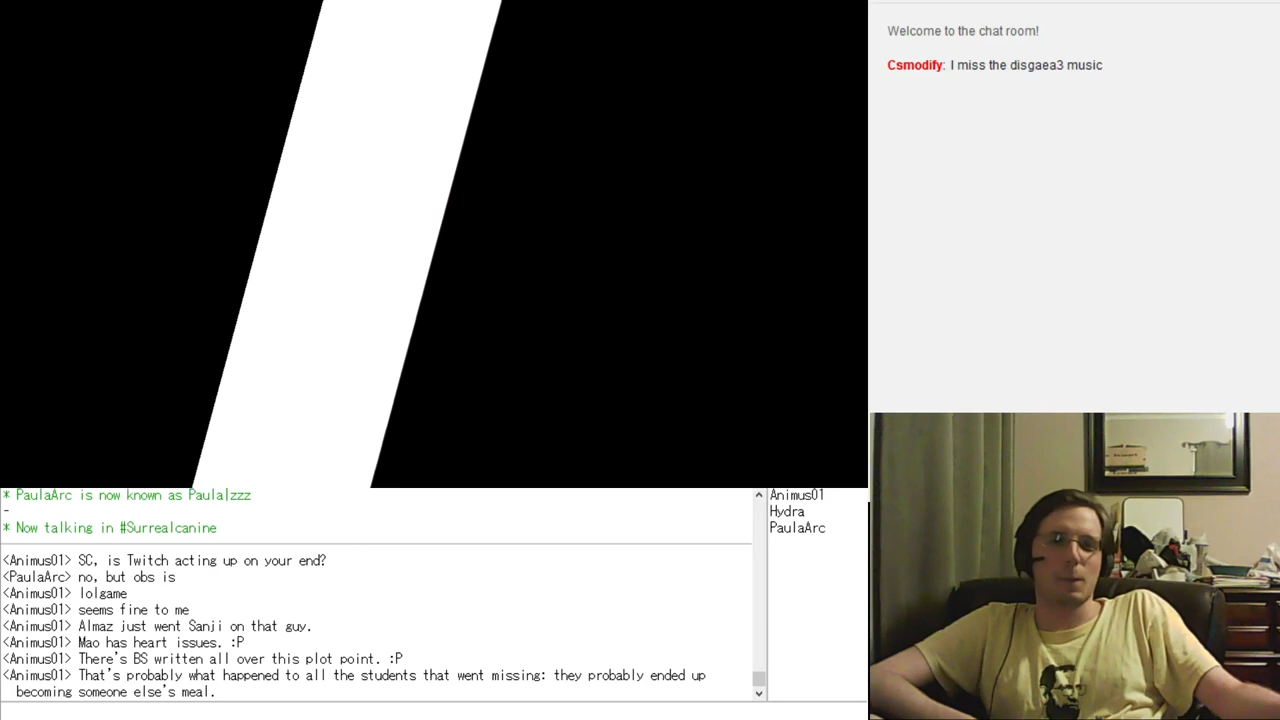 Welcome to the chat room!
Csmodify: I miss the disgaea3 music
* PaulaArc is now known as Paula|zzz
-
* Now talking in #Surrealcanine
<Animus01> SC, is Twitch acting up on your end?
<PaulaArc> no, but obs is
<Animus01> lolgame
<Animus01> seems fine to me
<Animus01> Almaz just went Sanji on that guy.
<Animus01> Mao has heart issues. :P
<Animus01> There's BS written all over this plot point. :P
<Animus01> That's probably what happened to all the students that went missing: they probably ended up
becoming someone else's meal.
Animus01
Hydra
PaulaArc